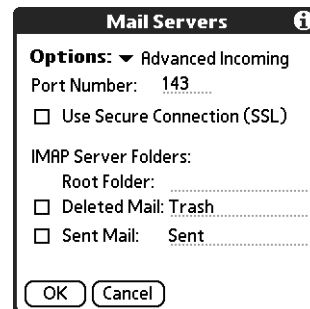 Mail Servers
Options: Advanced Incoming
Port Number: 143
Use Secure Connection (SSL)
IMAP Server Folders:
Root Folder:
Deleted Mail: Trash
Sent Mail: Sent
OK Cancel